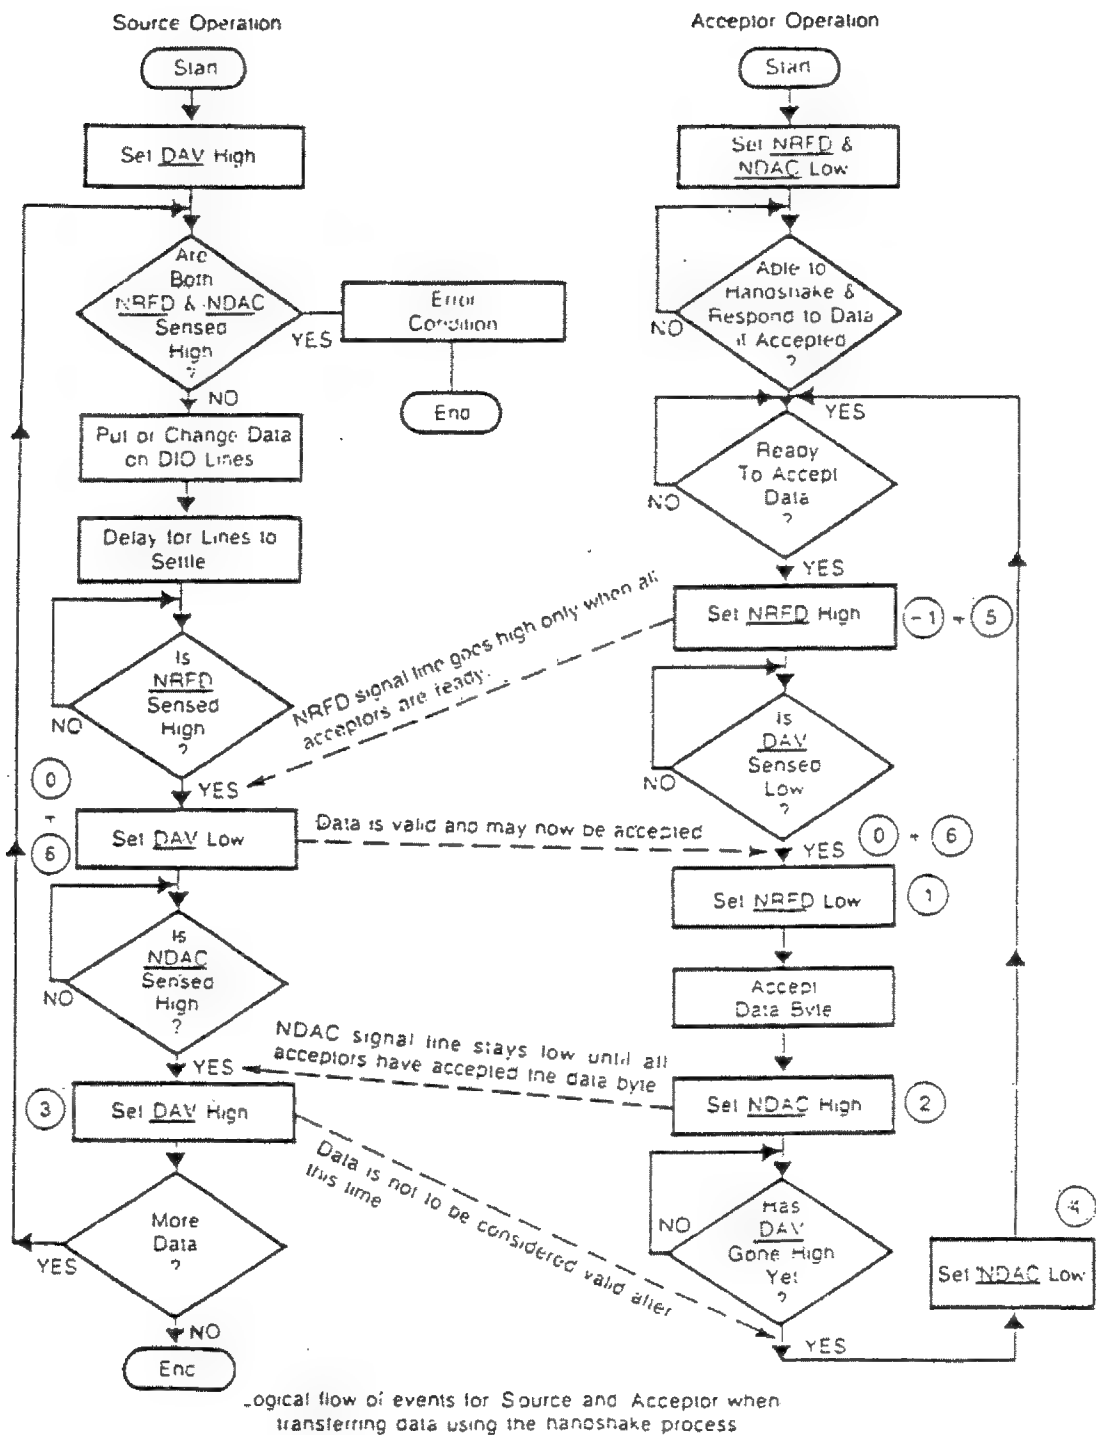 Source Operation
Start
Set DAV High
Are
Both
NRFD & NDAC
Sensed
High
?
YES
Error
Condition
End
NO
Put or Change Data
on DIO Lines
Delay for Lines to
Settle
Is
NRFD
Sensed
High
?
NO
YES
0
+
6
Set DAV Low
Is
NDAC
Sensed
High
?
NO
YES
3
Set DAV High
More
Data
?
YES
NO
End
NRFD signal line goes high only when all
acceptors are ready.
Data is valid and may now be accepted
NDAC signal line stays low until all
acceptors have accepted the data byte
Data is not to be considered valid after
this time
Acceptor Operation
Start
Set NRFD &
NDAC Low
Able to
Handshake &
Respond to Data
if Accepted
?
NO
YES
Ready
To Accept
Data
?
NO
YES
Set NRFD High
-1 + 5
Is
DAV
Sensed
Low
?
NO
YES
0 + 6
Set NRFD Low
1
Accept
Data Byte
Set NDAC High
2
Has
DAV
Gone High
Yet
?
NO
YES
4
Set NDAC Low
Logical flow of events for Source and Acceptor when
transferring data using the handshake process